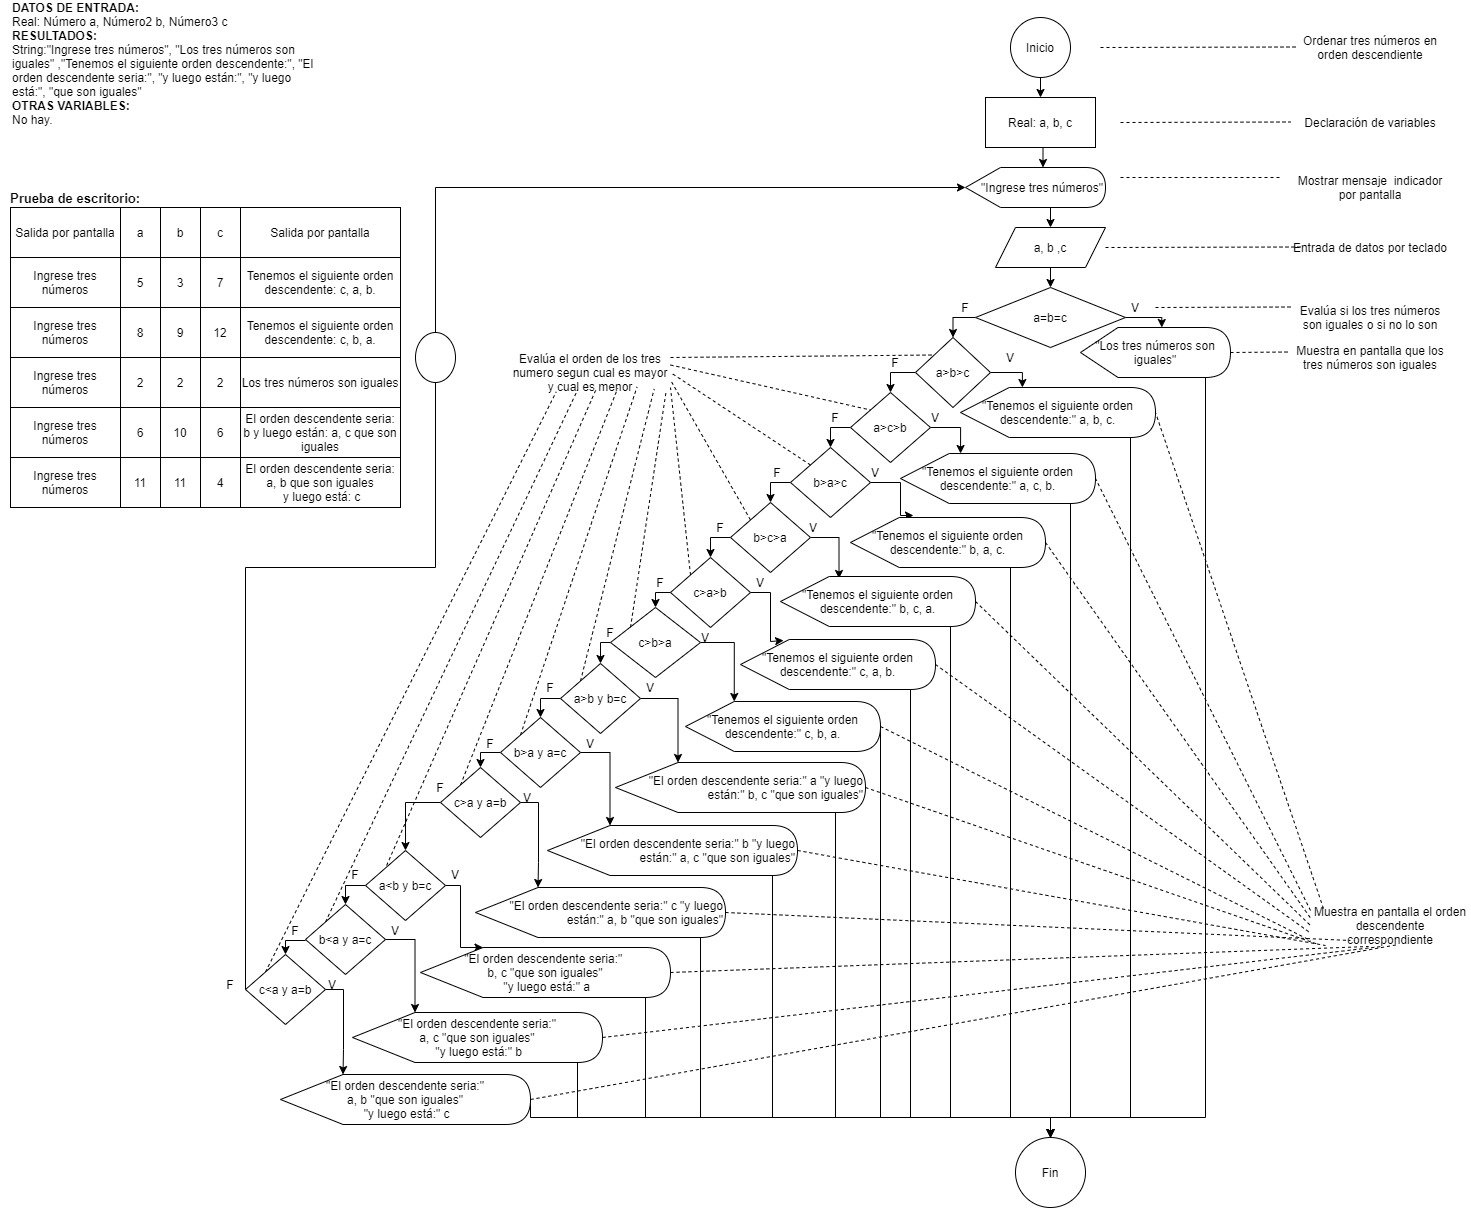 DATOS DE ENTRADA:
Real: Número a, Número2 b, Número3 c
RESULTADOS:
String:"Ingrese tres números", "Los tres números son
iguales" ,"Tenemos el siguiente orden descendente:", "El
orden descendente seria:", "y luego están:", "y luego
está:", "que son iguales"
OTRAS VARIABLES:
No hay.
Prueba de escritorio:
Salida por pantalla a b c Salida por pantalla
Ingrese tres
números
5 3 7
Tenemos el siguiente orden
descendente: c, a, b.
Ingrese tres
números
8 9 12
Tenemos el siguiente orden
descendente: c, b, a.
Ingrese tres
números
2 2 2
Los tres números son iguales
Ingrese tres
números
6 10 6
El orden descendente seria:
b y luego están: a, c que son
iguales
Ingrese tres
números
11 11 4
El orden descendente seria:
a, b que son iguales
y luego está: c
Inicio
Ordenar tres números en
orden descendiente
Real: a, b, c
Declaración de variables
"Ingrese tres números"
Mostrar mensaje indicador
por pantalla
a, b ,c
Entrada de datos por teclado
F
a=b=c
V
Evalúa si los tres números
son iguales o si no lo son
"Los tres números son
iguales"
Muestra en pantalla que los
tres números son iguales
Evalúa el orden de los tres
numero segun cual es mayor
y cual es menor
F
a>b>c
V
"Tenemos el siguiente orden
descendente:" a, b, c.
F
a>c>b
V
"Tenemos el siguiente orden
descendente:" a, c, b.
F
b>a>c
V
"Tenemos el siguiente orden
descendente:" b, a, c.
F
b>c>a
V
"Tenemos el siguiente orden
descendente:" b, c, a.
F
c>a>b
V
"Tenemos el siguiente orden
descendente:" c, a, b.
F
c>b>a
V
"Tenemos el siguiente orden
descendente:" c, b, a.
F
a>b y b=c
V
"El orden descendente seria:" a "y luego
están:" b, c "que son iguales"
F
b>a y a=c
V
"El orden descendente seria:" b "y luego
están:" a, c "que son iguales"
F
c>a y a=b
V
"El orden descendente seria:" c "y luego
están:" a, b "que son iguales"
F
a<b y b=c
V
"El orden descendente seria:"
b, c "que son iguales"
"y luego está:" a
F
b<a y a=c
V
"El orden descendente seria:"
a, c "que son iguales"
"y luego está:" b
F
c<a y a=b
V
"El orden descendente seria:"
a, b "que son iguales"
"y luego está:" c
Muestra en pantalla el orden
descendente
correspondiente
Fin